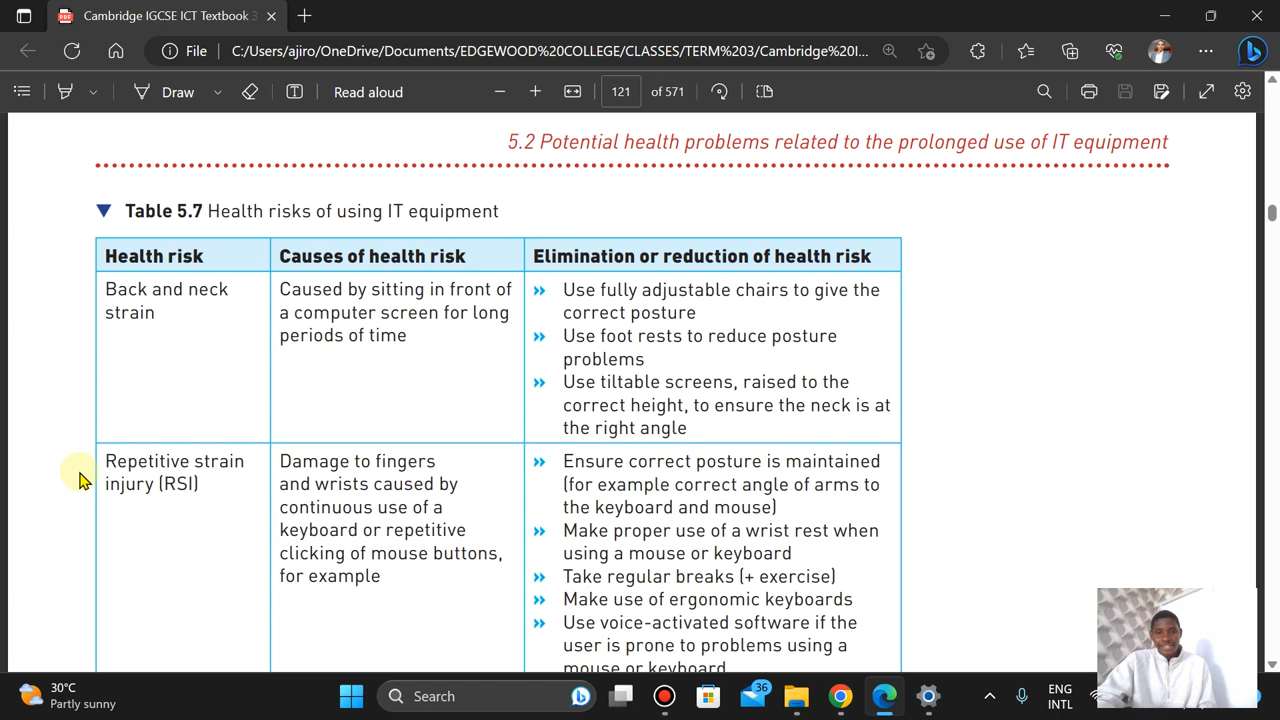 Cambridge IGCSE ICT Textbook 3
File
C:/Users/ajiro/OneDrive/Documents/EDGEWOOD%20COLLEGE/CLASSES/TERM%203/Cambridge%20I...
Draw
Read aloud
121
of 571
5.2 Potential health problems related to the prolonged use of IT equipment
Table 5.7 Health risks of using IT equipment
Health risk
Causes of health risk
Elimination or reduction of health risk
Back and neck
strain
Caused by sitting in front of
a computer screen for long
periods of time
» Use fully adjustable chairs to give the
correct posture
» Use foot rests to reduce posture
problems
» Use tiltable screens, raised to the
correct height, to ensure the neck is at
the right angle
Repetitive strain
injury (RSI)
Damage to fingers
and wrists caused by
continuous use of a
keyboard or repetitive
clicking of mouse buttons,
for example
» Ensure correct posture is maintained
(for example correct angle of arms to
the keyboard and mouse)
» Make proper use of a wrist rest when
using a mouse or keyboard
» Take regular breaks (+ exercise)
» Make use of ergonomic keyboards
» Use voice-activated software if the
user is prone to problems using a
mouse or keyboard
30°C
Partly sunny
Search
36
ENG
INTL